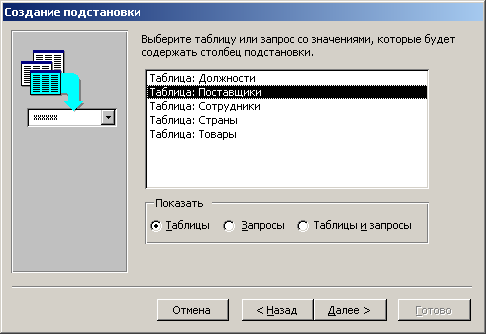 Создание подстановки
Выберите таблицу или запрос со значениями, которые будет
содержать столбец подстановки.
xxxxxx
Таблица: Должности
Таблица: Поставщики
Таблица: Сотрудники
Таблица: Страны
Таблица: Товары
Показать
Таблицы Запросы Таблицы и запросы
Отмена < Назад Далее > Готово